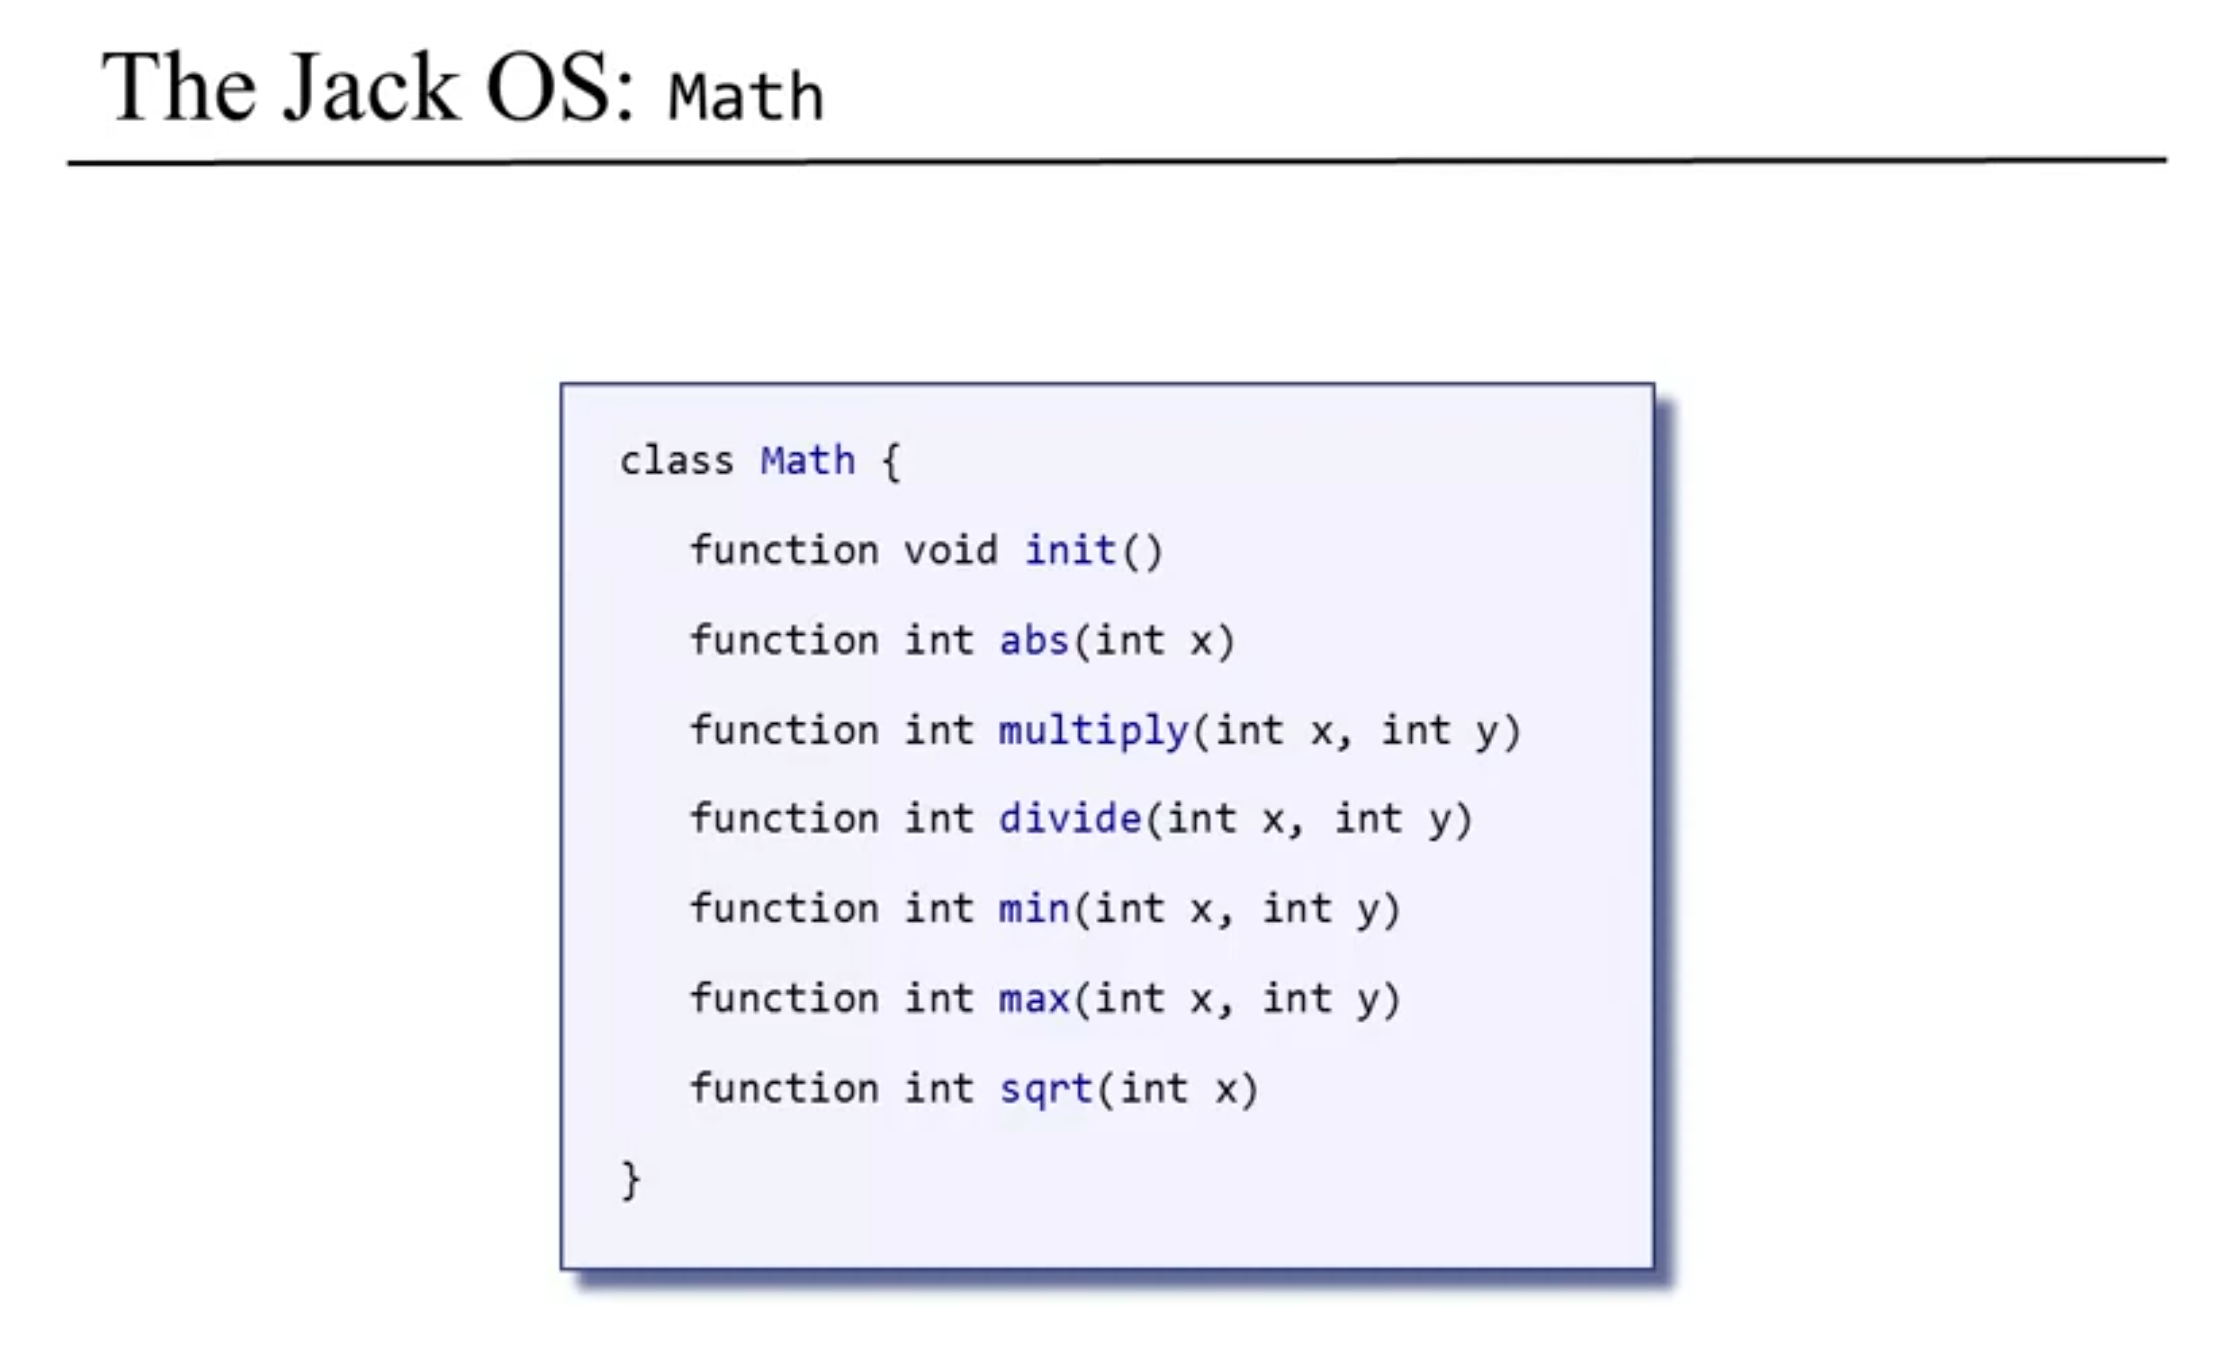 The Jack OS: Math
class Math {
function void init()
function int abs(int x)
function int multiply(int x, int y)
function int divide(int x, int y)
function int min(int x, int y)
function int max(int x, int y)
function int sqrt(int x)
}